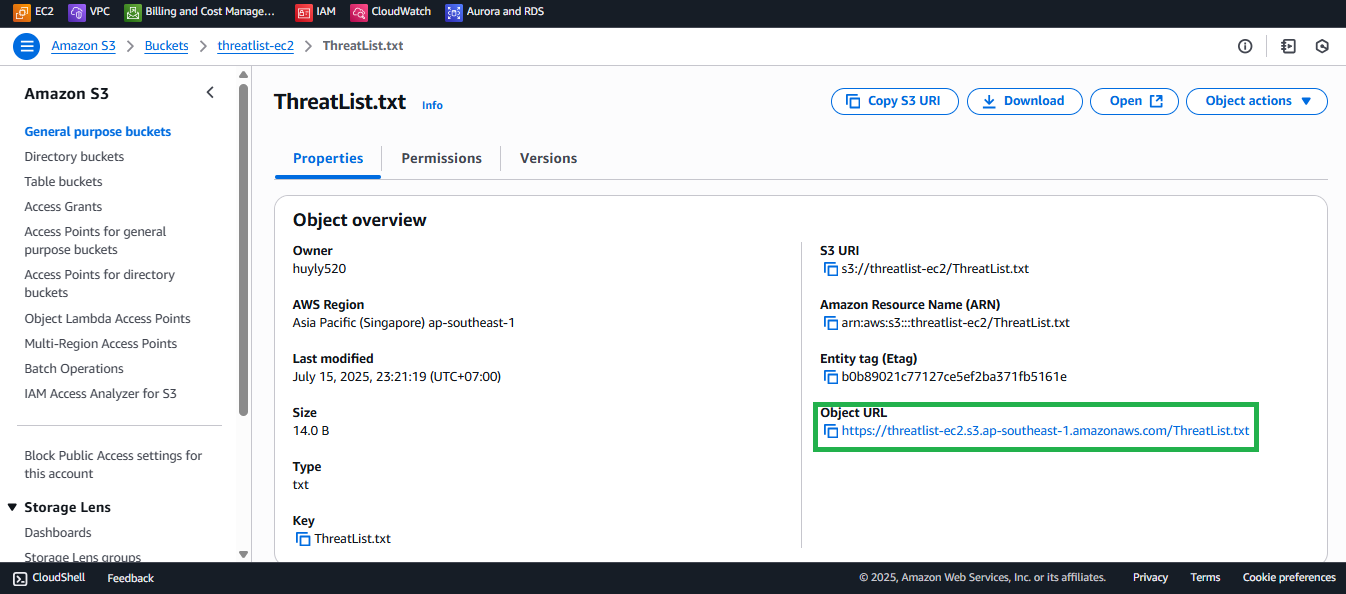 EC2 VPC Billing and Cost Manage... IAM CloudWatch Aurora and RDS
Amazon S3 > Buckets > threatlist-ec2 > ThreatList.txt
Amazon S3
General purpose buckets
Directory buckets
Table buckets
Access Grants
Access Points for general
purpose buckets
Access Points for directory
buckets
Object Lambda Access Points
Multi-Region Access Points
Batch Operations
IAM Access Analyzer for S3
Block Public Access settings for
this account
Storage Lens
Dashboards
Storage Lens groups
ThreatList.txt Info
Copy S3 URI Download Open Object actions
Properties Permissions Versions
Object overview
Owner
huyly520
AWS Region
Asia Pacific (Singapore) ap-southeast-1
Last modified
July 15, 2025, 23:21:19 (UTC+07:00)
Size
14.0 B
Type
txt
Key
ThreatList.txt
S3 URI
s3://threatlist-ec2/ThreatList.txt
Amazon Resource Name (ARN)
arn:aws:s3:::threatlist-ec2/ThreatList.txt
Entity tag (Etag)
b0b89021c77127ce5ef2ba371fb5161e
Object URL
https://threatlist-ec2.s3.ap-southeast-1.amazonaws.com/ThreatList.txt
CloudShell Feedback © 2025, Amazon Web Services, Inc. or its affiliates. Privacy Terms Cookie preferences